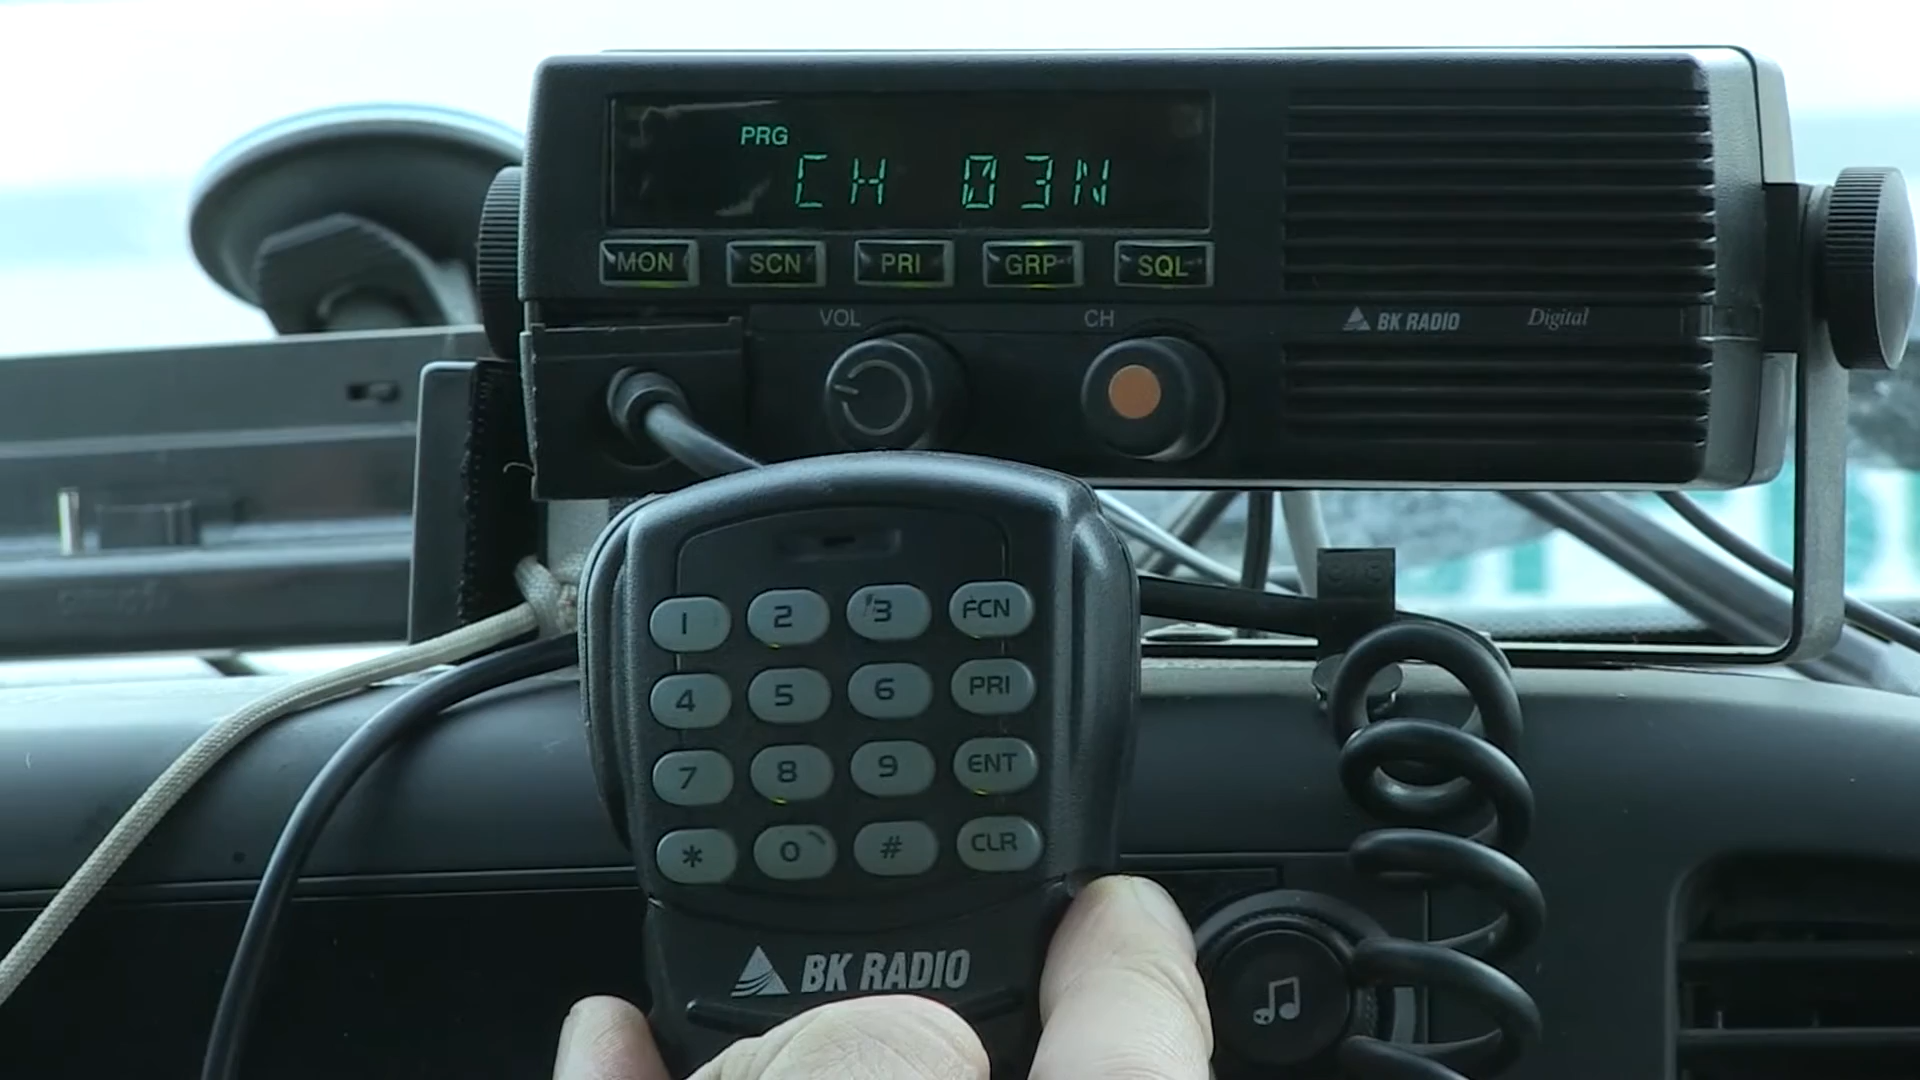 PRG
CH 03N
MON SCN PRI GRP SQL
VOL CH
BK RADIO Digital
1 2 3 FCN
4 5 6 PRI
7 8 9 ENT
* 0 # CLR
BK RADIO